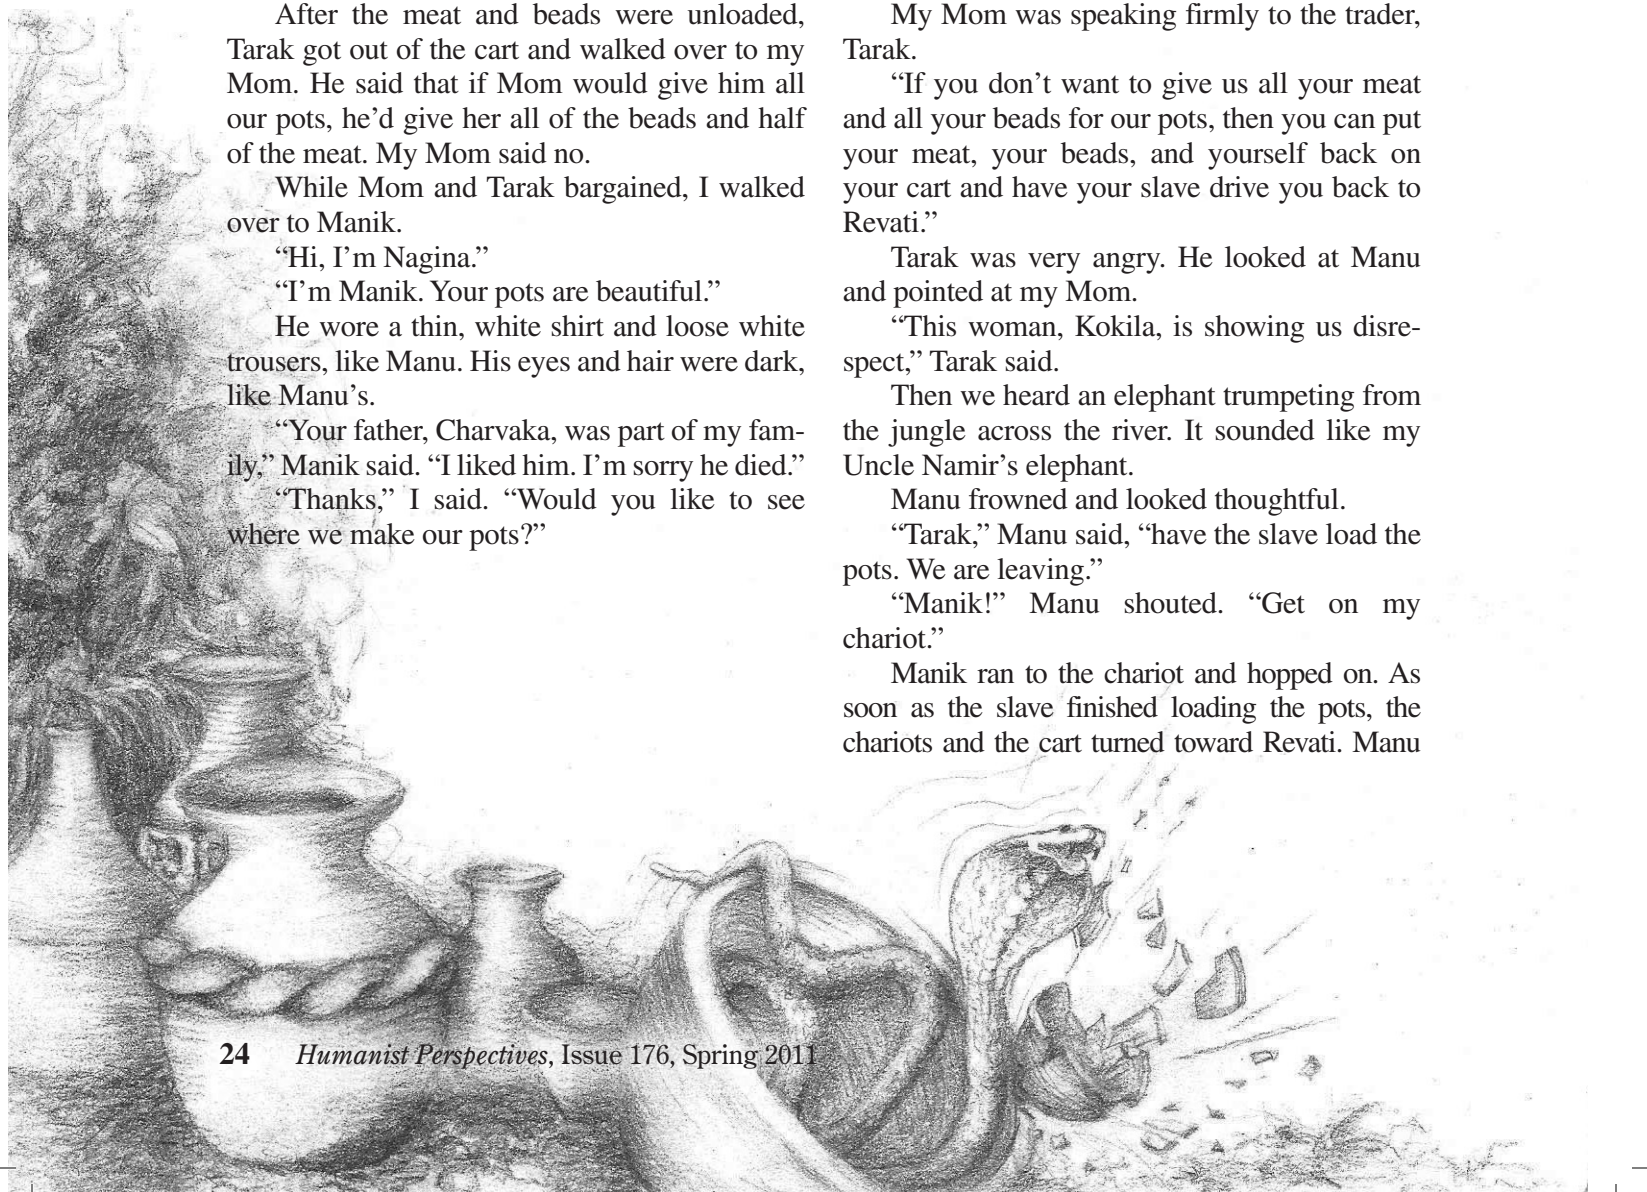 After the meat and beads were unloaded,
Tarak got out of the cart and walked over to my
Mom. He said that if Mom would give him all
our pots, he’d give her all of the beads and half
of the meat. My Mom said no.
While Mom and Tarak bargained, I walked
over to Manik.
“Hi, I’m Nagina.”
“I’m Manik. Your pots are beautiful.”
He wore a thin, white shirt and loose white
trousers, like Manu. His eyes and hair were dark,
like Manu’s.
“Your father, Charvaka, was part of my fam-
ily,” Manik said. “I liked him. I’m sorry he died.”
“Thanks,” I said. “Would you like to see
where we make our pots?”
My Mom was speaking firmly to the trader,
Tarak.
“If you don’t want to give us all your meat
and all your beads for our pots, then you can put
your meat, your beads, and yourself back on
your cart and have your slave drive you back to
Revati.”
Tarak was very angry. He looked at Manu
and pointed at my Mom.
“This woman, Kokila, is showing us disre-
spect,” Tarak said.
Then we heard an elephant trumpeting from
the jungle across the river. It sounded like my
Uncle Namir’s elephant.
Manu frowned and looked thoughtful.
“Tarak,” Manu said, “have the slave load the
pots. We are leaving.”
“Manik!” Manu shouted. “Get on my
chariot.”
Manik ran to the chariot and hopped on. As
soon as the slave finished loading the pots, the
chariots and the cart turned toward Revati. Manu
24 Humanist Perspectives, Issue 176, Spring 2011